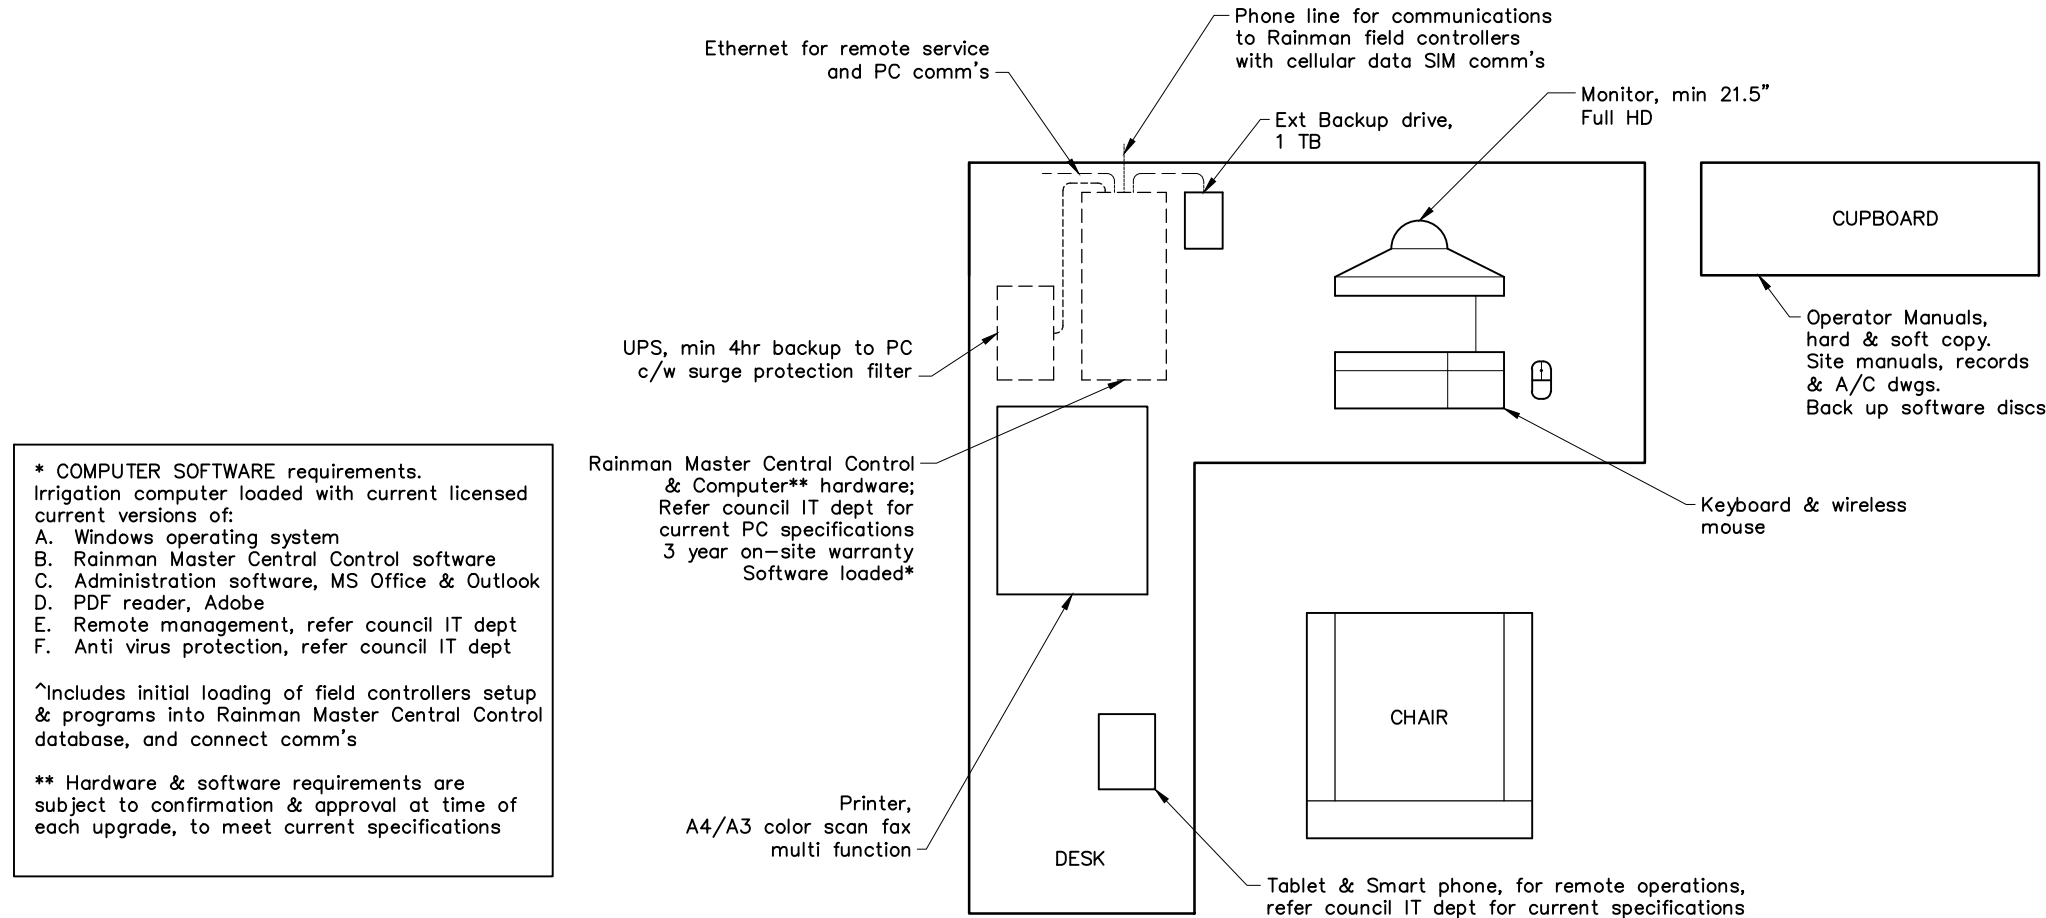 Phone line for communications
to Rainman field controllers
with cellular data SIM comm's
Ethernet for remote service
and PC comm's
Monitor, min 21.5"
Full HD
Ext Backup drive,
1 TB
CUPBOARD
Operator Manuals,
hard & soft copy.
Site manuals, records
& A/C dwgs.
Back up software discs
UPS, min 4hr backup to PC
c/w surge protection filter
Rainman Master Central Control
& Computer** hardware;
Refer council IT dept for
current PC specifications
3 year on-site warranty
Software loaded*
Keyboard & wireless
mouse
* COMPUTER SOFTWARE requirements.
Irrigation computer loaded with current licensed
current versions of:
A. Windows operating system
B. Rainman Master Central Control software
C. Administration software, MS Office & Outlook
D. PDF reader, Adobe
E. Remote management, refer council IT dept
F. Anti virus protection, refer council IT dept
^Includes initial loading of field controllers setup
& programs into Rainman Master Central Control
database, and connect comm's
** Hardware & software requirements are
subject to confirmation & approval at time of
each upgrade, to meet current specifications
CHAIR
Printer,
A4/A3 color scan fax
multi function
DESK
Tablet & Smart phone, for remote operations,
refer council IT dept for current specifications